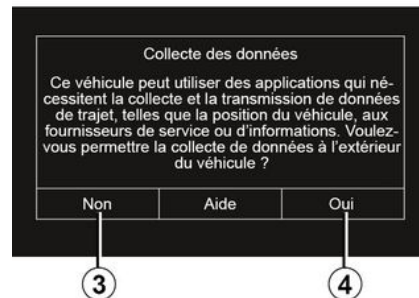 Collecte des données
Ce véhicule peut utiliser des applications qui né-
cessitent la collecte et la transmission de données
de trajet, telles que la position du véhicule, aux
fournisseurs de service ou d'informations. Voulez-
vous permettre la collecte de données à l'extérieur
du véhicule ?
Non Aide Oui
3 4